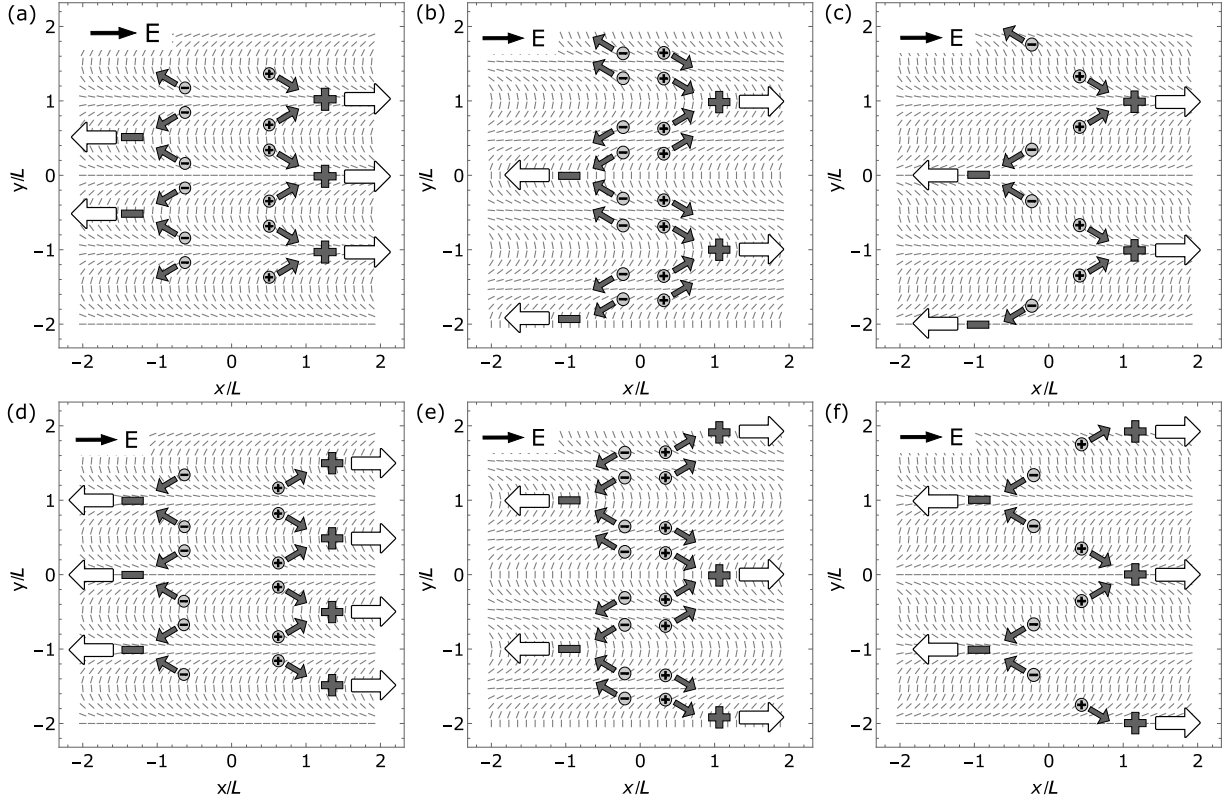 (a) (b) (c)
E E E
2 2 2
1 1 1
0 0 0
−1 −1 −1
−2 −2 −2
y/L y/L y/L
−2 −1 0 1 2 −2 −1 0 1 2 −2 −1 0 1 2
x/L x/L x/L
(d) (e) (f)
E E E
2 2 2
1 1 1
0 0 0
−1 −1 −1
−2 −2 −2
y/L y/L y/L
−2 −1 0 1 2 −2 −1 0 1 2 −2 −1 0 1 2
x/L x/L x/L